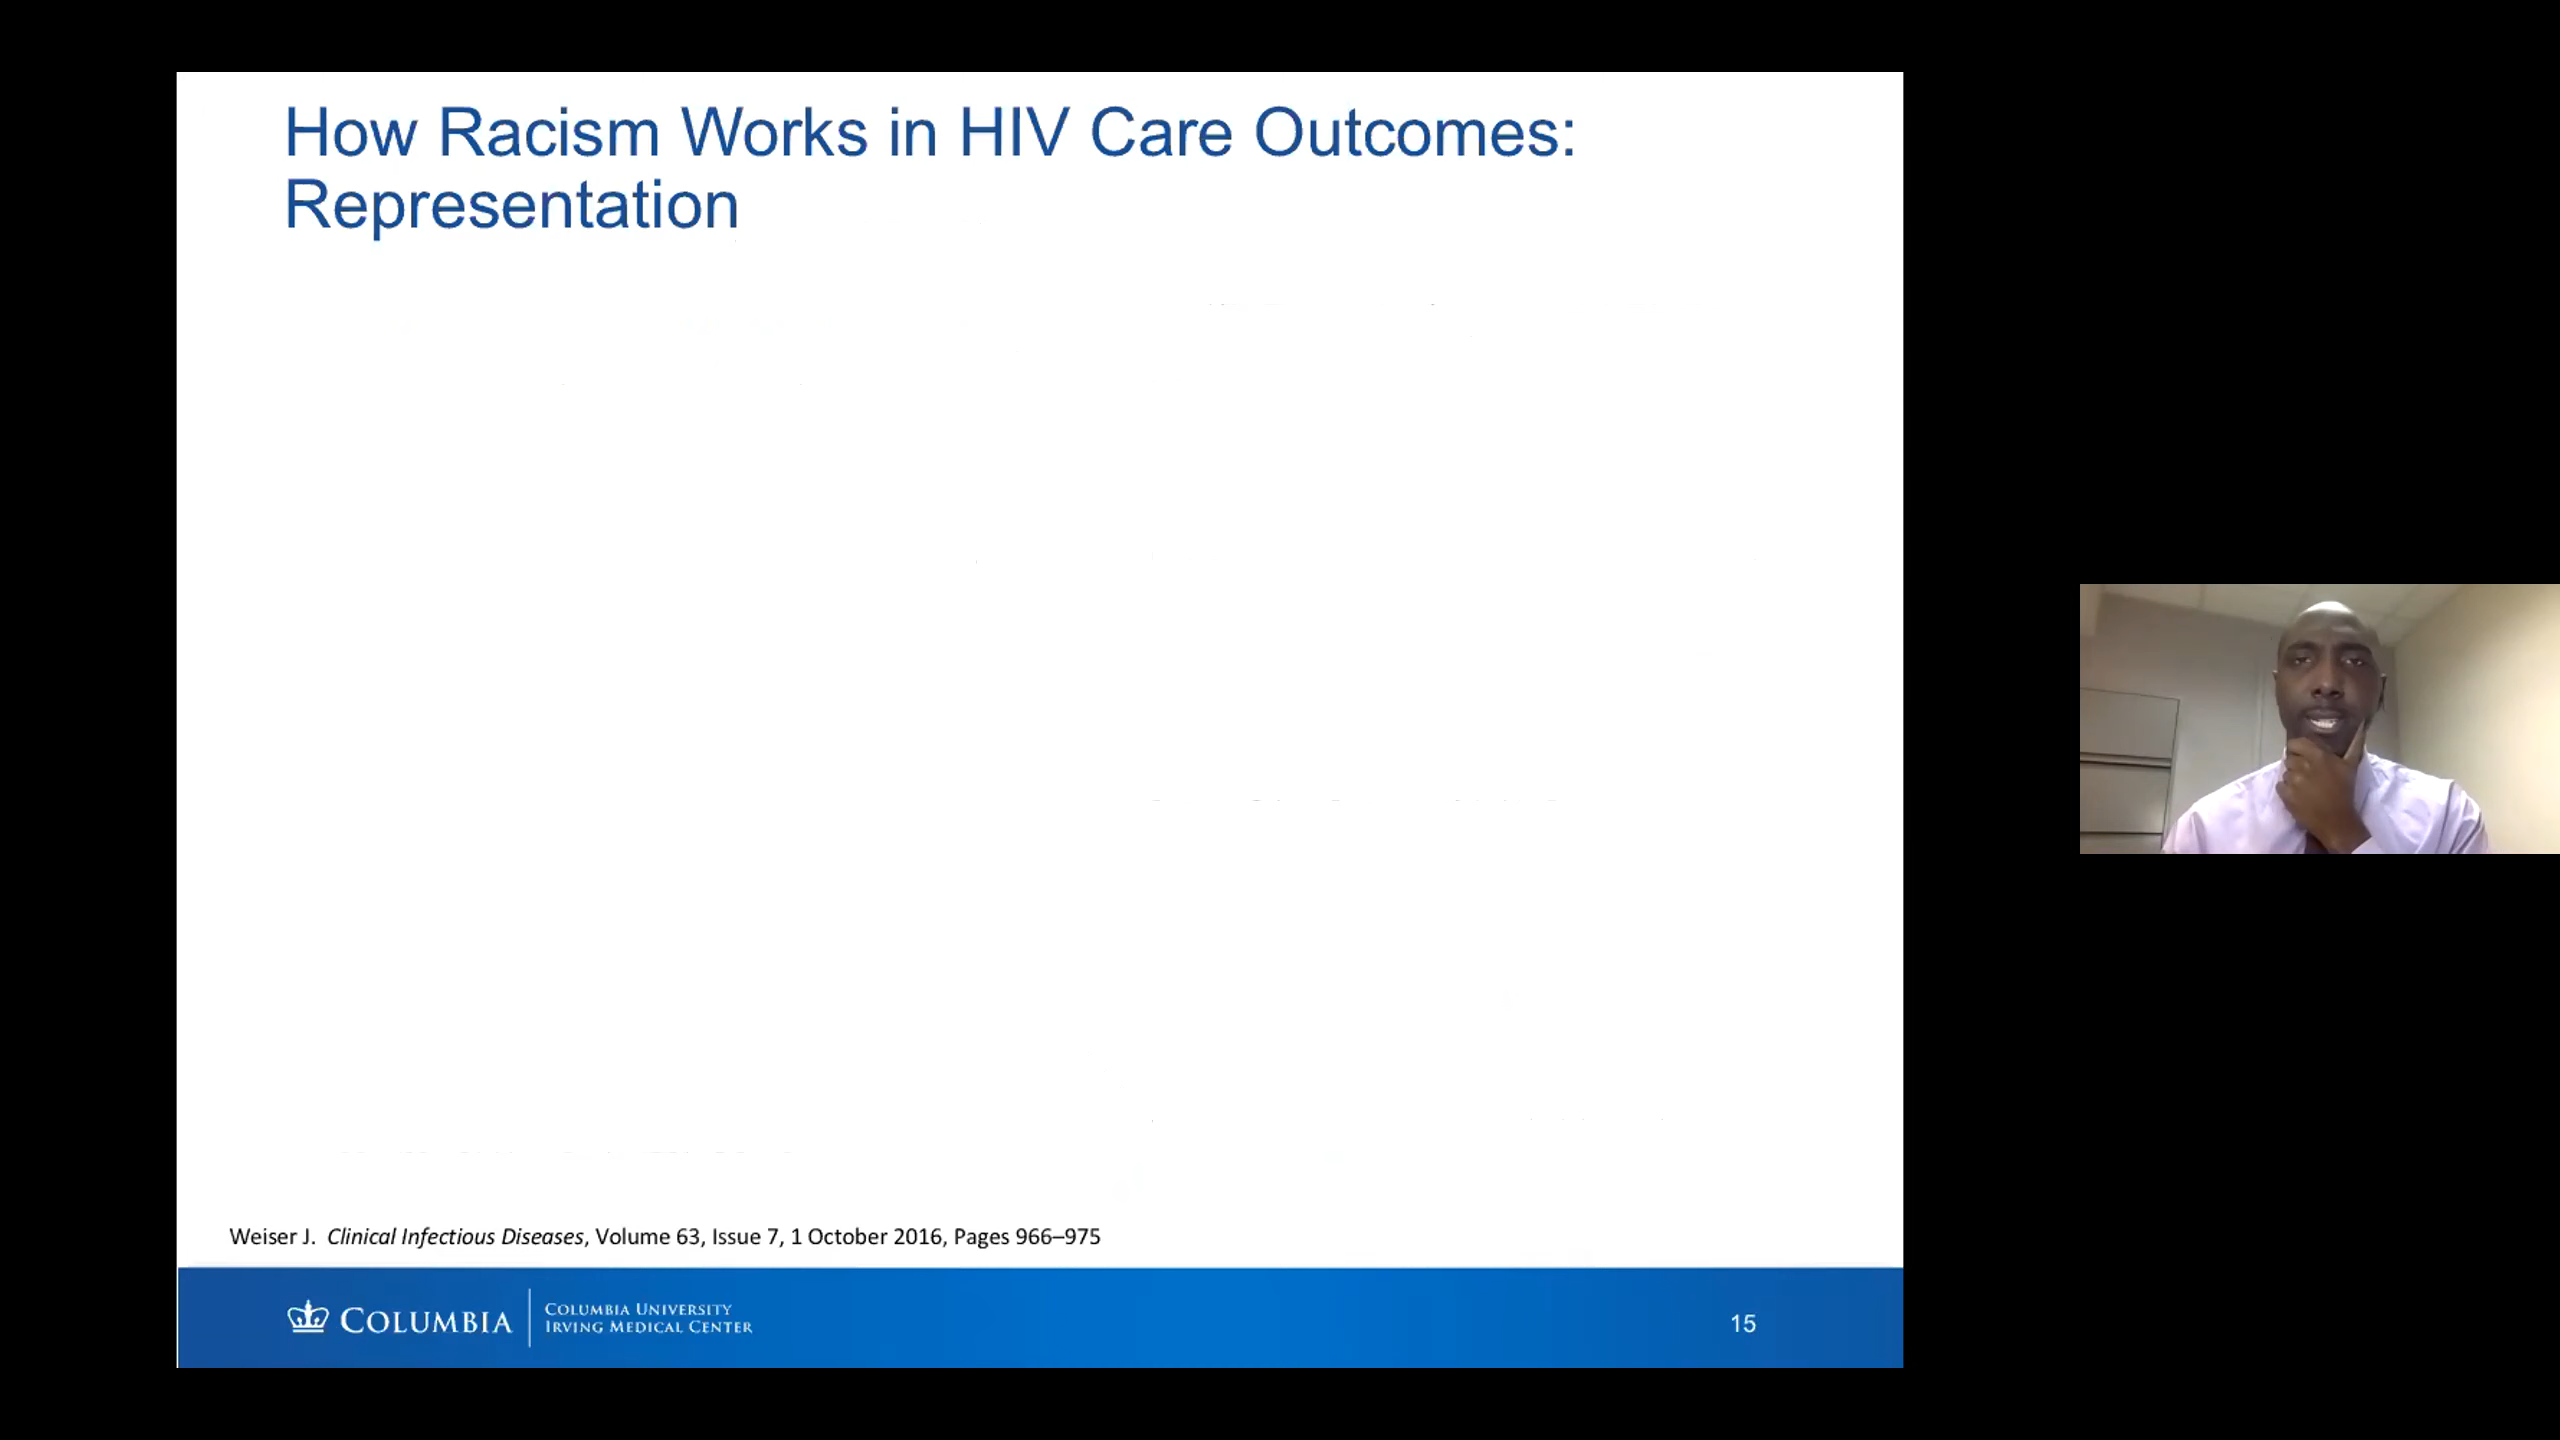 How Racism Works in HIV Care Outcomes:
Representation
Weiser J. Clinical Infectious Diseases, Volume 63, Issue 7, 1 October 2016, Pages 966–975
COLUMBIA
COLUMBIA UNIVERSITY
IRVING MEDICAL CENTER
15